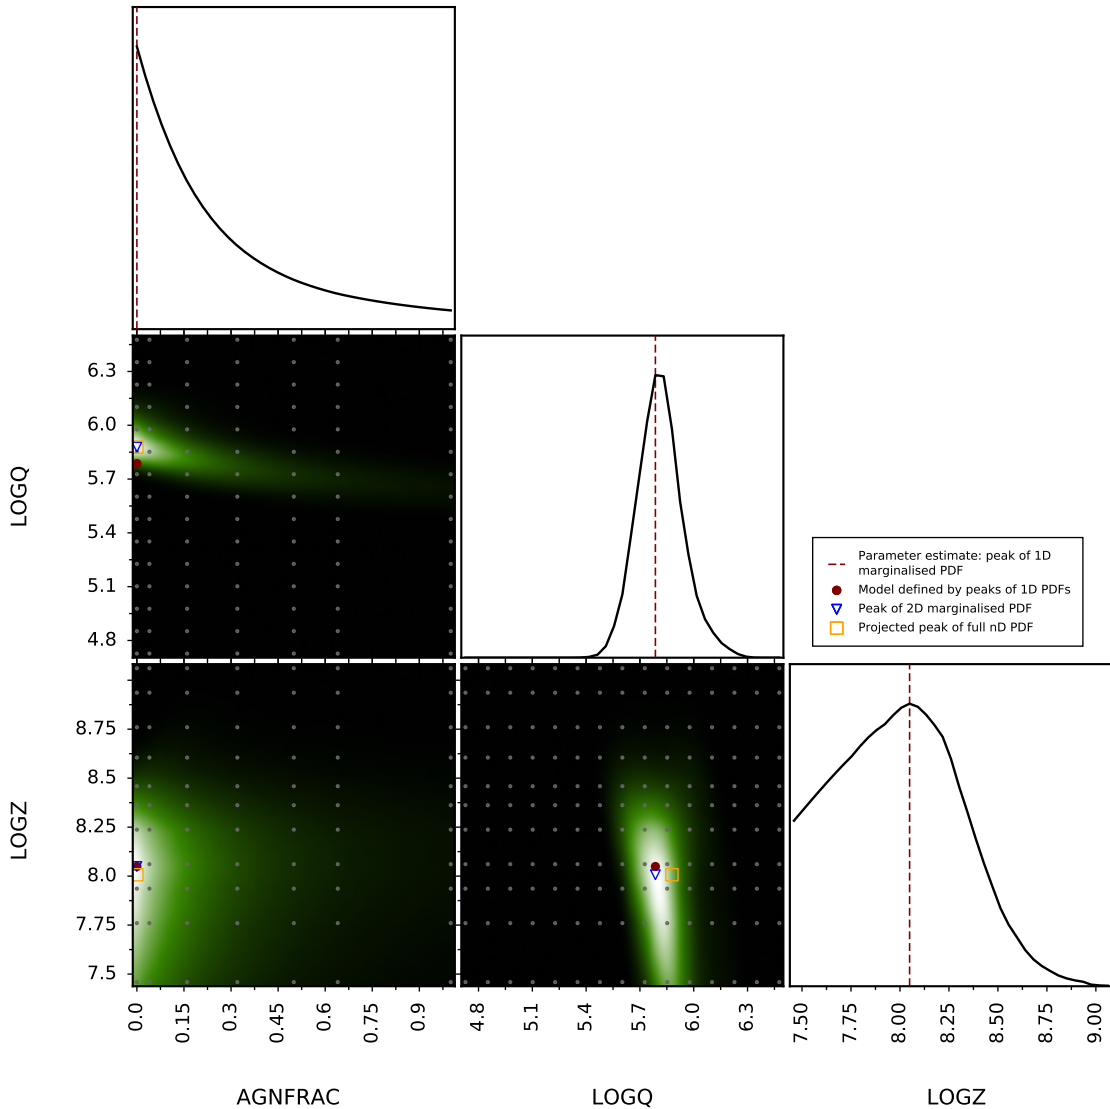 6.3
6.0
5.7
5.4
5.1
4.8
LOGQ
Parameter estimate: peak of 1D
marginalised PDF
Model defined by peaks of 1D PDFs
Peak of 2D marginalised PDF
Projected peak of full nD PDF
8.75
8.5
8.25
8.0
7.75
7.5
LOGZ
0.0 0.15 0.3 0.45 0.6 0.75 0.9
4.8 5.1 5.4 5.7 6.0 6.3
7.50 7.75 8.00 8.25 8.50 8.75 9.00
AGNFRAC LOGQ LOGZ